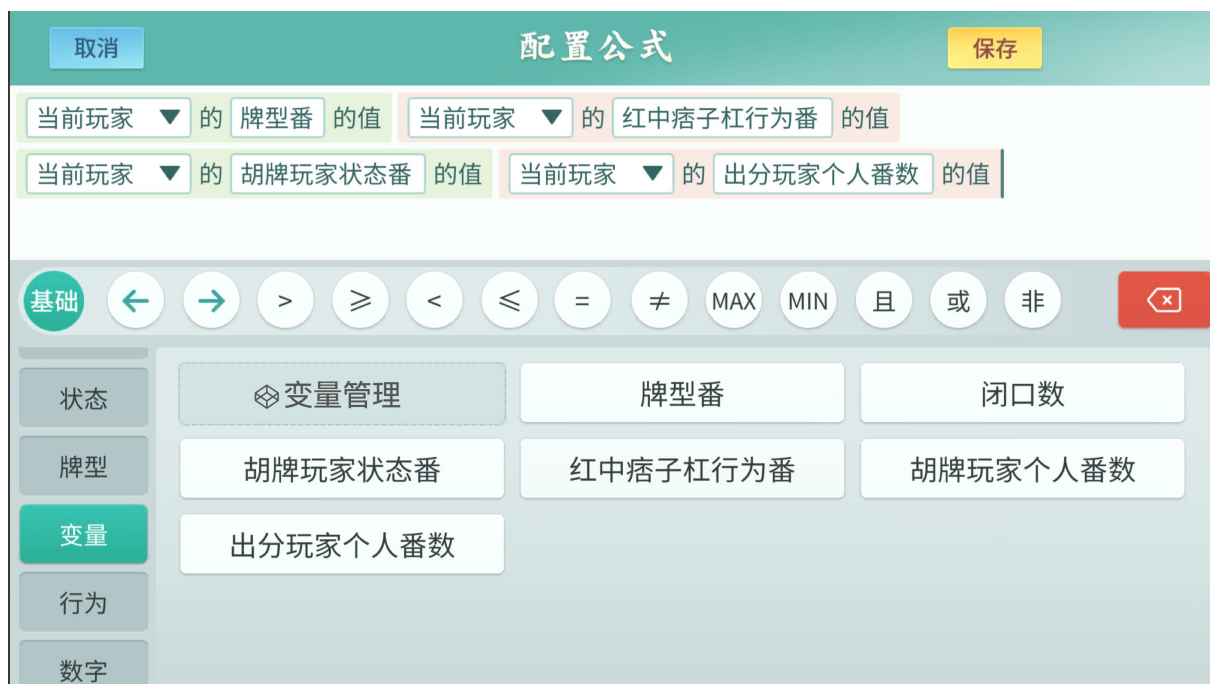 取消 配置公式 保存
当前玩家 ▼ 的 牌型番 的值 当前玩家 ▼ 的 红中痞子杠行为番 的值
当前玩家 ▼ 的 胡牌玩家状态番 的值 当前玩家 ▼ 的 出分玩家个人番数 的值
基础 ← → > ⩾ < ⩽ = ≠ MAX MIN 且 或 非
状态 变量管理 牌型番 闭口数
牌型 胡牌玩家状态番 红中痞子杠行为番 胡牌玩家个人番数
变量 出分玩家个人番数
行为
数字